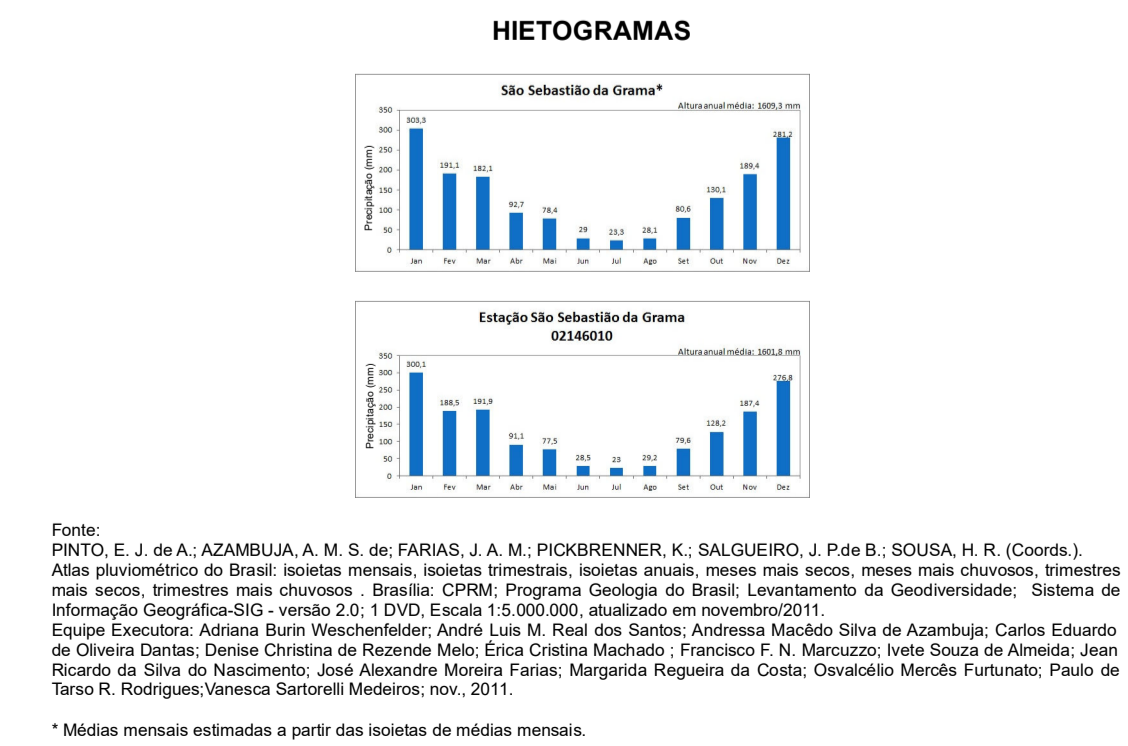 HIETOGRAMAS
São Sebastião da Grama*
Altura anual média: 1609,3 mm
Precipitação (mm)
350
300
250
200
150
100
50
0
303,3
191,1
182,1
92,7
78,4
29
23,3
28,1
80,6
130,1
189,4
281,2
Jan Fev Mar Abr Mai Jun Jul Ago Set Out Nov Dez
Estação São Sebastião da Grama
02146010
Altura anual média: 1601,8 mm
Precipitação (mm)
350
300
250
200
150
100
50
0
300,1
188,5
191,9
91,1
77,5
28,5
23
29,2
79,6
128,2
187,4
276,8
Jan Fev Mar Abr Mai Jun Jul Ago Set Out Nov Dez
Fonte:
PINTO, E. J. de A.; AZAMBUJA, A. M. S. de; FARIAS, J. A. M.; PICKBRENNER, K.; SALGUEIRO, J. P.de B.; SOUSA, H. R. (Coords.).
Atlas pluviométrico do Brasil: isoietas mensais, isoietas trimestrais, isoietas anuais, meses mais secos, meses mais chuvosos, trimestres
mais secos, trimestres mais chuvosos . Brasília: CPRM; Programa Geologia do Brasil; Levantamento da Geodiversidade; Sistema de
Informação Geográfica-SIG - versão 2.0; 1 DVD, Escala 1:5.000.000, atualizado em novembro/2011.
Equipe Executora: Adriana Burin Weschenfelder; André Luis M. Real dos Santos; Andressa Macêdo Silva de Azambuja; Carlos Eduardo
de Oliveira Dantas; Denise Christina de Rezende Melo; Érica Cristina Machado ; Francisco F. N. Marcuzzo; Ivete Souza de Almeida; Jean
Ricardo da Silva do Nascimento; José Alexandre Moreira Farias; Margarida Regueira da Costa; Osvalcélio Mercês Furtunato; Paulo de
Tarso R. Rodrigues;Vanesca Sartorelli Medeiros; nov., 2011.
* Médias mensais estimadas a partir das isoietas de médias mensais.